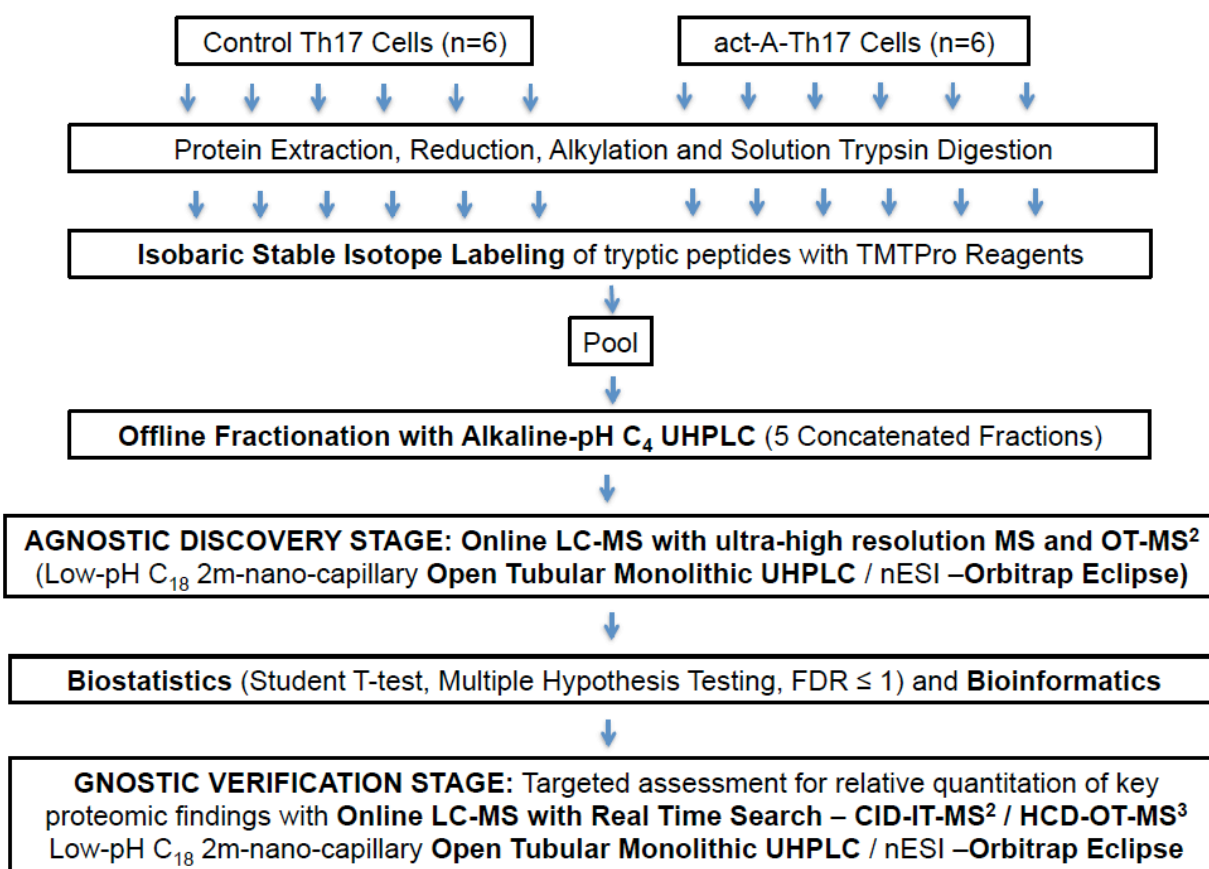 Control Th17 Cells (n=6)
act-A-Th17 Cells (n=6)
Protein Extraction, Reduction, Alkylation and Solution Trypsin Digestion
Isobaric Stable Isotope Labeling of tryptic peptides with TMTPro Reagents
Pool
Offline Fractionation with Alkaline-pH C₄ UHPLC (5 Concatenated Fractions)
AGNOSTIC DISCOVERY STAGE: Online LC-MS with ultra-high resolution MS and OT-MS²
(Low-pH C₁₈ 2m-nano-capillary Open Tubular Monolithic UHPLC / nESI –Orbitrap Eclipse)
Biostatistics (Student T-test, Multiple Hypothesis Testing, FDR ≤ 1) and Bioinformatics
GNOSTIC VERIFICATION STAGE: Targeted assessment for relative quantitation of key
proteomic findings with Online LC-MS with Real Time Search – CID-IT-MS² / HCD-OT-MS³
Low-pH C₁₈ 2m-nano-capillary Open Tubular Monolithic UHPLC / nESI –Orbitrap Eclipse